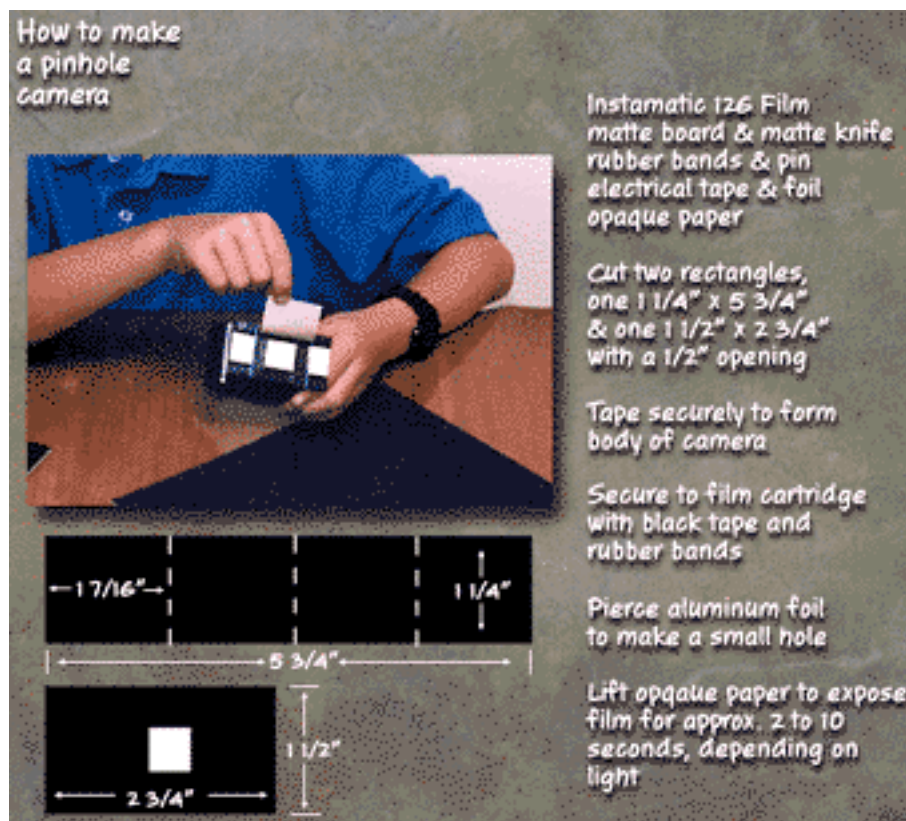 How to make
a pinhole
camera
Instamatic 126 Film
matte board & matte knife
rubber bands & pin
electrical tape & foil
opaque paper
Cut two rectangles,
one 1 1/4" x 5 3/4"
& one 1 1/2" x 2 3/4"
with a 1/2" opening
Tape securely to form
body of camera
Secure to film cartridge
with black tape and
rubber bands
Pierce aluminum foil
to make a small hole
Lift opqaue paper to expose
film for approx. 2 to 10
seconds, depending on
light
1 7/16"
1 1/4"
5 3/4"
1 1/2"
2 3/4"